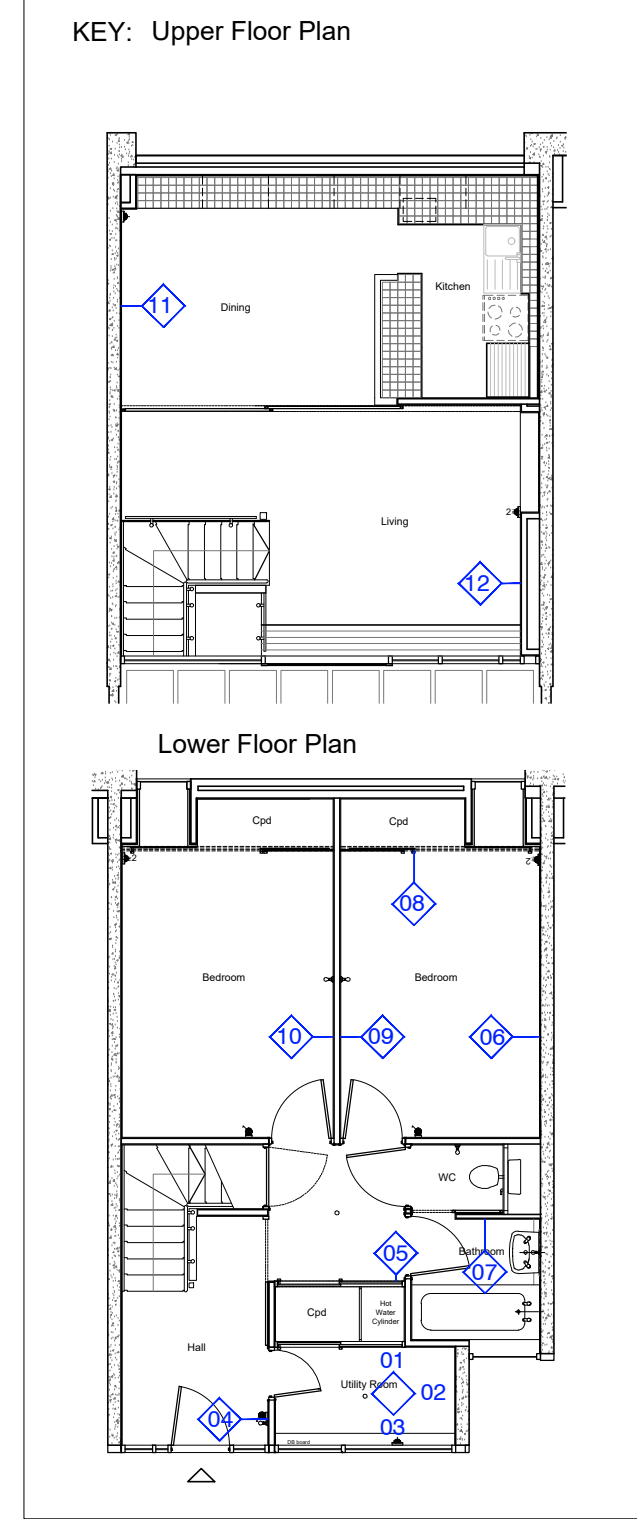 KEY: Upper Floor Plan
Kitchen
11
Dining
2
Living
12
Lower Floor Plan
Cpd
Cpd
2
2
08
Bedroom
Bedroom
10
09
06
WC
05
Bathroom
07
Cpd
Hot
Water
Cylinder
Hall
01
Utility Room
02
04
03
DB board